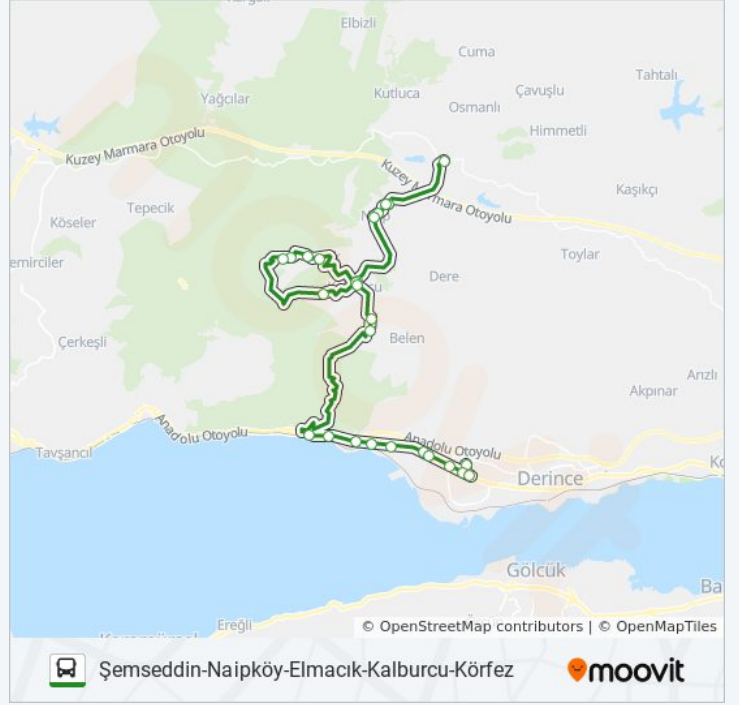 Elbizli
Cuma
Tahtalı
Kutluca
Çavuşlu
Yağcılar
Osmanlı
Himmetli
Kuzey Marmara Otoyolu
Kuzey Marmara Otoyolu
Kaşıkçı
Tepecik
Köseler
Toylar
emirciler
Dere
Belen
Çerkeşli
Arızlı
Akpınar
Anadolu Otoyolu
Anadolu Otoyolu
Tavşancıl
Derince
Gölcük
Ba
Ereğli
© OpenStreetMap contributors | © OpenMapTiles
Şemseddin-Naipköy-Elmacık-Kalburcu-Körfez
moovit